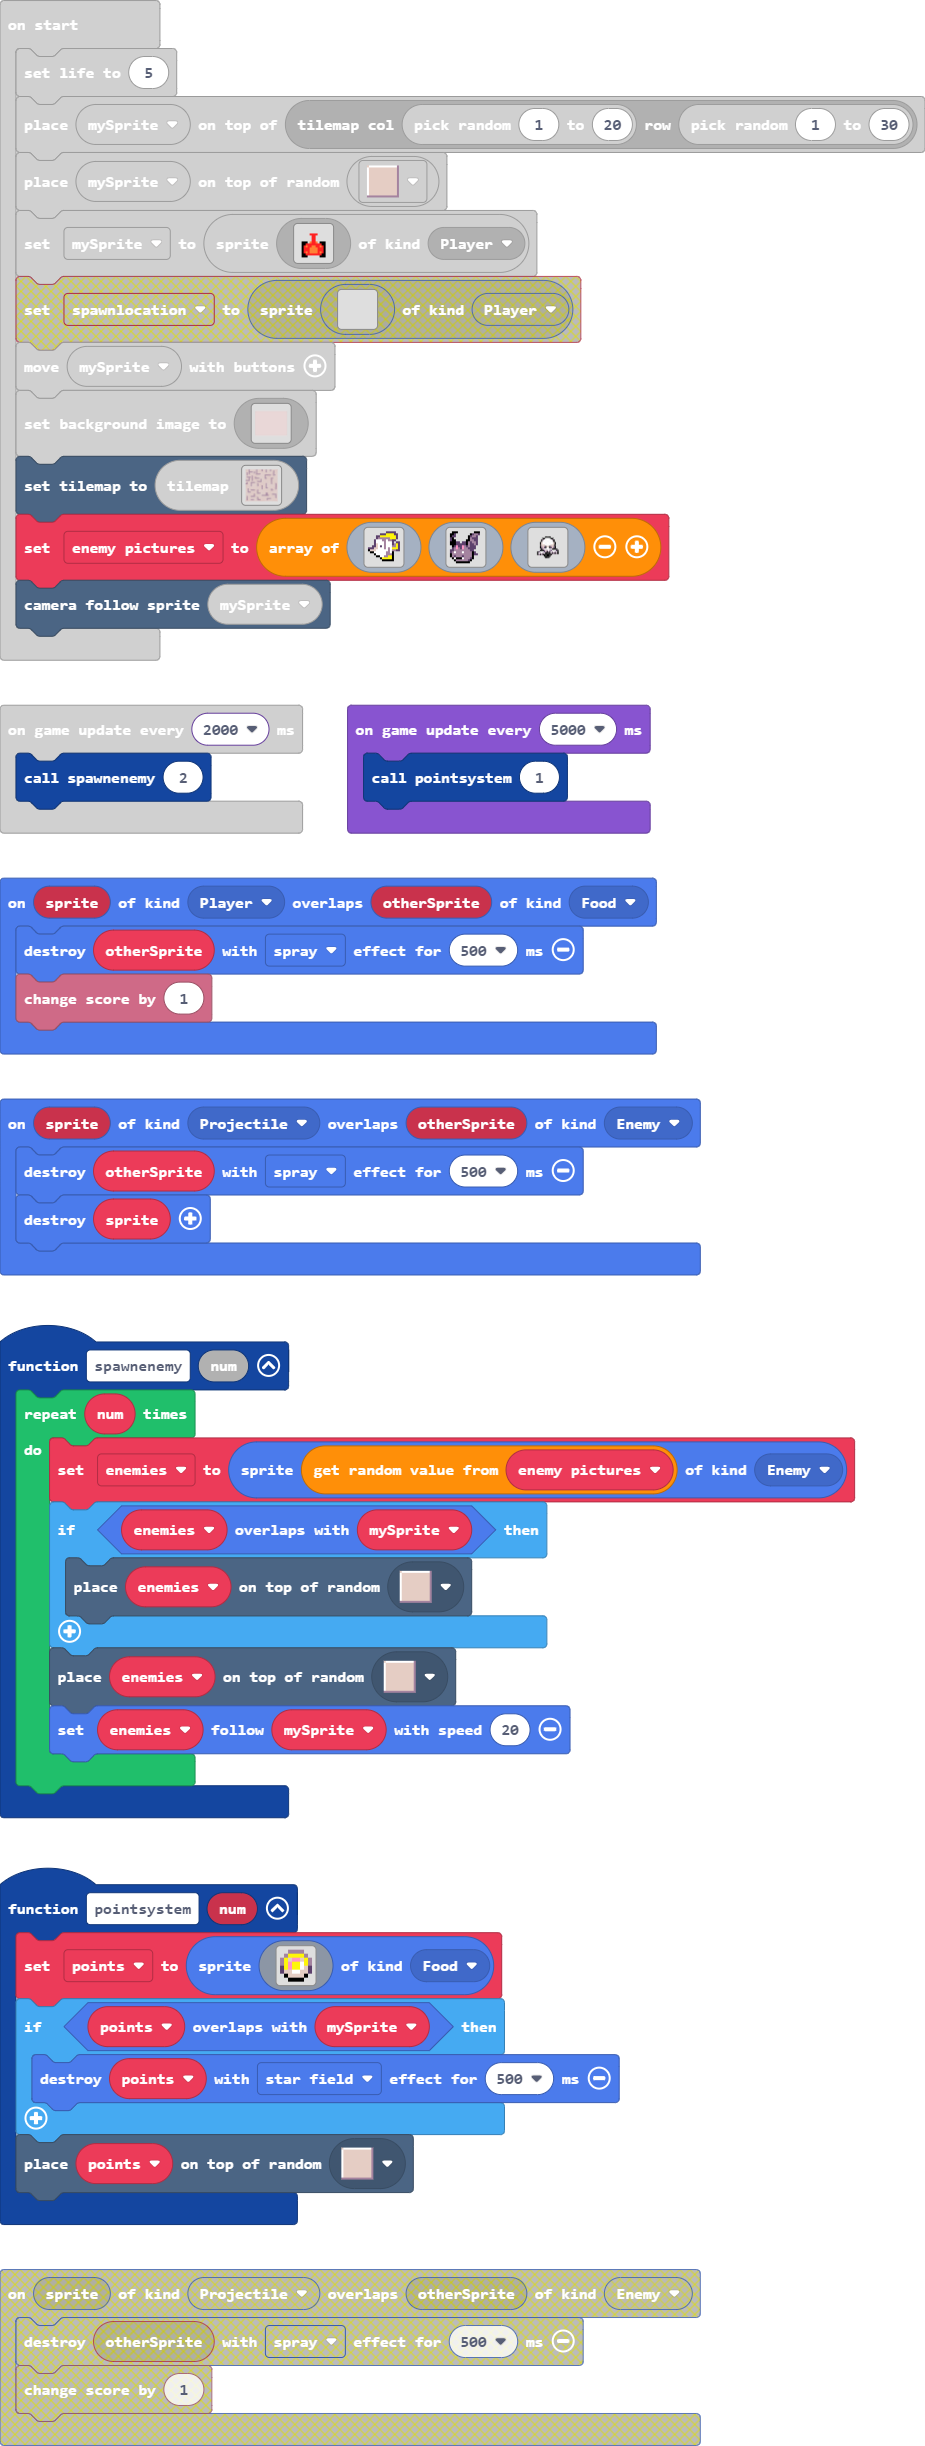 on start
set life to 5
place mySprite on top of tilemap col pick random 1 to 20 row pick random 1 to 30
place mySprite on top of random
set mySprite to sprite of kind Player
set spawnlocation to sprite of kind Player
move mySprite with buttons
set background image to
set tilemap to tilemap
set enemy pictures to array of
camera follow sprite mySprite
on game update every 2000 ms
call spawnenemy 2
on game update every 5000 ms
call pointsystem 1
on sprite of kind Player overlaps otherSprite of kind Food
destroy otherSprite with spray effect for 500 ms
change score by 1
on sprite of kind Projectile overlaps otherSprite of kind Enemy
destroy otherSprite with spray effect for 500 ms
destroy sprite
function spawnenemy num
repeat num times
do
set enemies to sprite get random value from enemy pictures of kind Enemy
if enemies overlaps with mySprite then
place enemies on top of random
place enemies on top of random
set enemies follow mySprite with speed 20
function pointsystem num
set points to sprite of kind Food
if points overlaps with mySprite then
destroy points with star field effect for 500 ms
place points on top of random
on sprite of kind Projectile overlaps otherSprite of kind Enemy
destroy otherSprite with spray effect for 500 ms
change score by 1